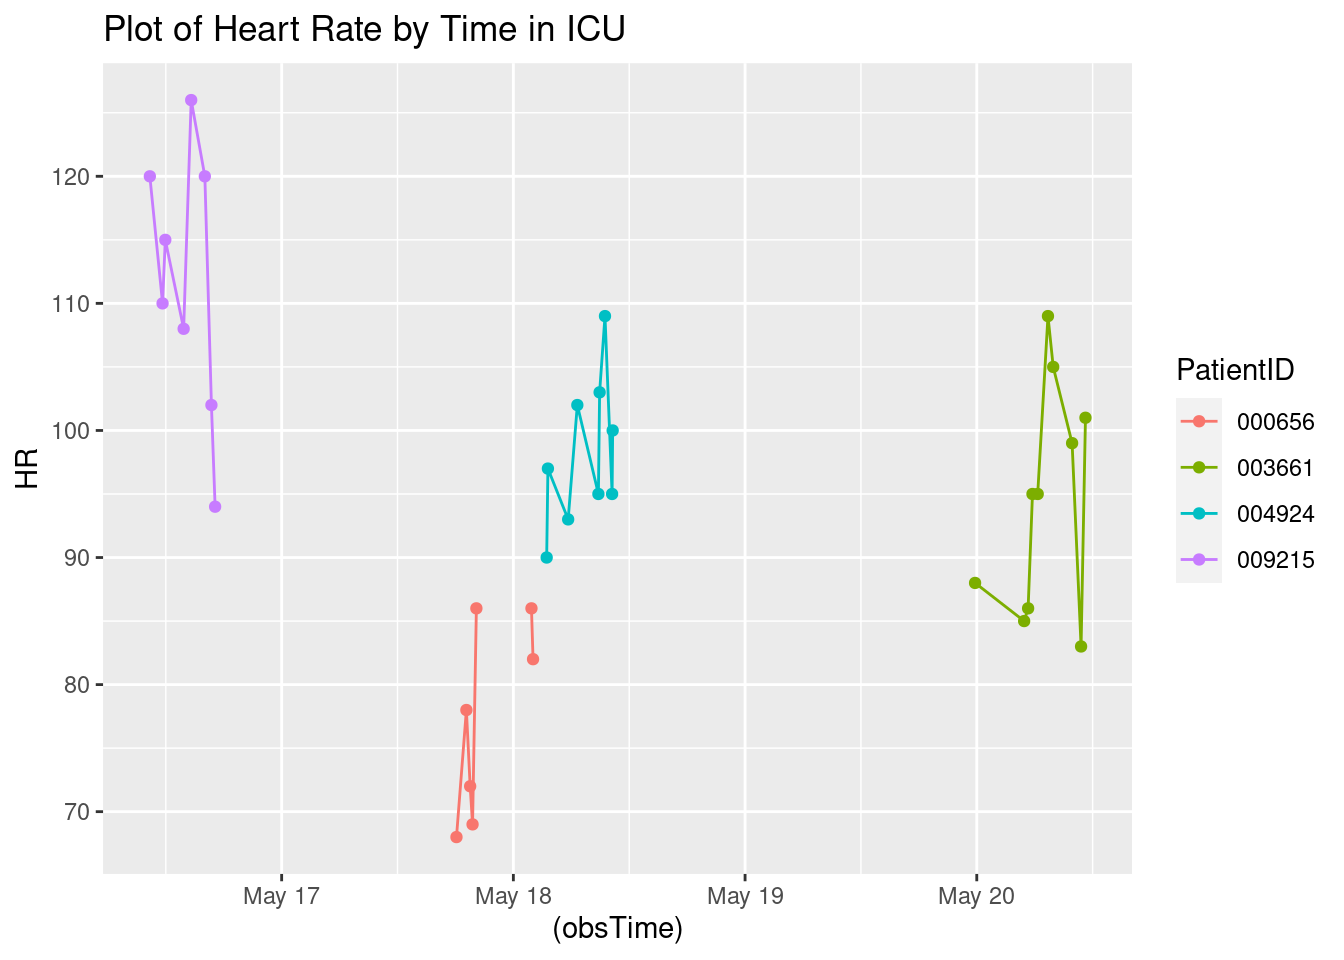 Plot of Heart Rate by Time in ICU
120
110
100
90
80
70
HR
May 17
May 18
May 19
May 20
(obsTime)
PatientID
000656
003661
004924
009215